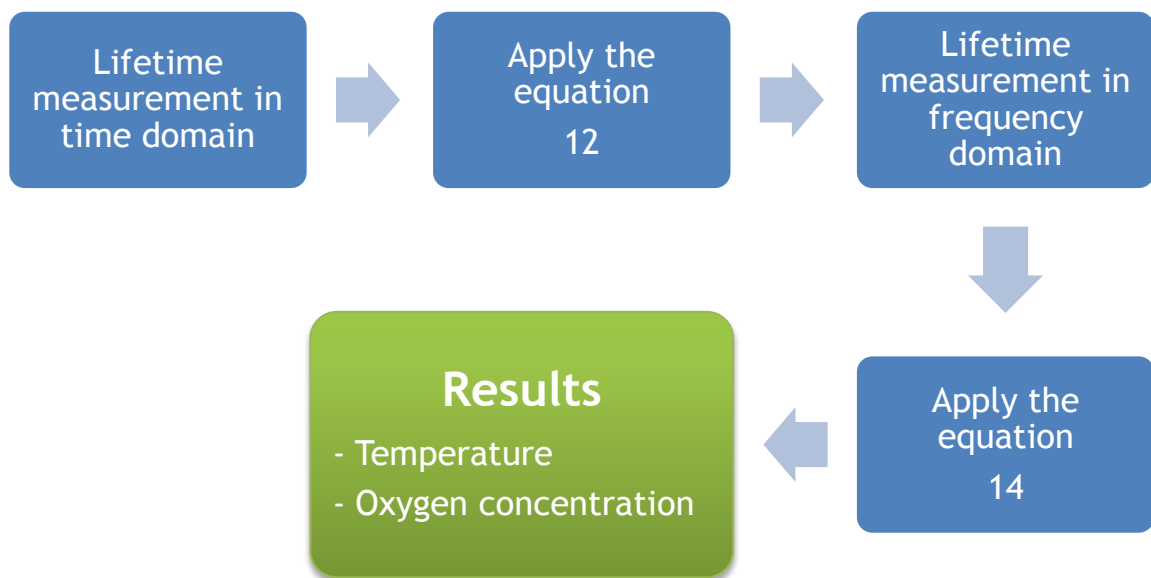 Lifetime
measurement in
time domain
Apply the
equation
12
Lifetime
measurement in
frequency
domain
Apply the
equation
14
Results
- Temperature
- Oxygen concentration